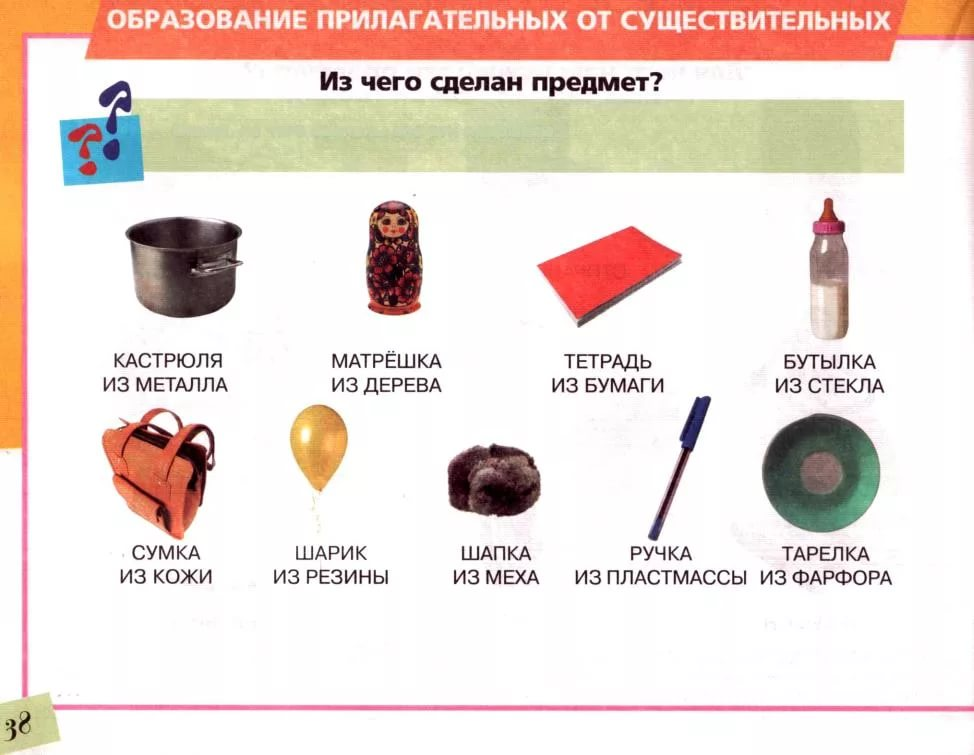 ОБРАЗОВАНИЕ ПРИЛАГАТЕЛЬНЫХ ОТ СУЩЕСТВИТЕЛЬНЫХ
Из чего сделан предмет?
КАСТРЮЛЯ
ИЗ МЕТАЛЛА
МАТРЁШКА
ИЗ ДЕРЕВА
ТЕТРАДЬ
ИЗ БУМАГИ
БУТЫЛКА
ИЗ СТЕКЛА
СУМКА
ИЗ КОЖИ
ШАРИК
ИЗ РЕЗИНЫ
ШАПКА
ИЗ МЕХА
РУЧКА
ИЗ ПЛАСТМАССЫ
ТАРЕЛКА
ИЗ ФАРФОРА
38